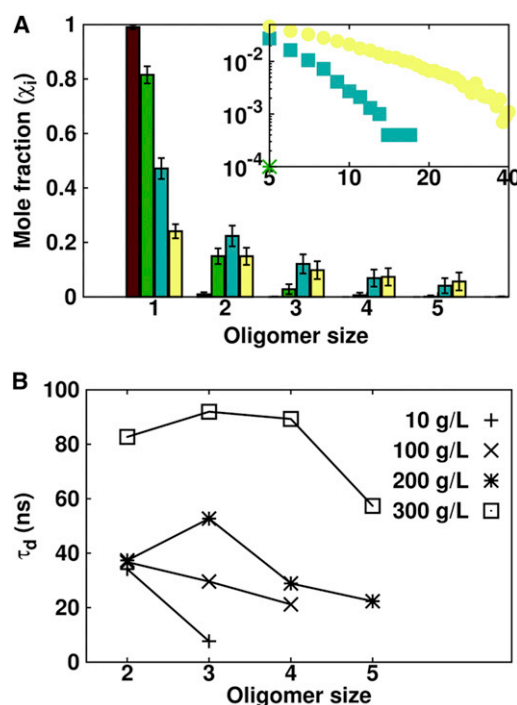 A
Mole fraction (χi)
1
0.8
0.6
0.4
0.2
0
10-2
10-3
10-4
5 10 20 40
1 2 3 4 5
Oligomer size
B
τd (ns)
100
80
60
40
20
0
10 g/L
100 g/L
200 g/L
300 g/L
2 3 4 5
Oligomer size